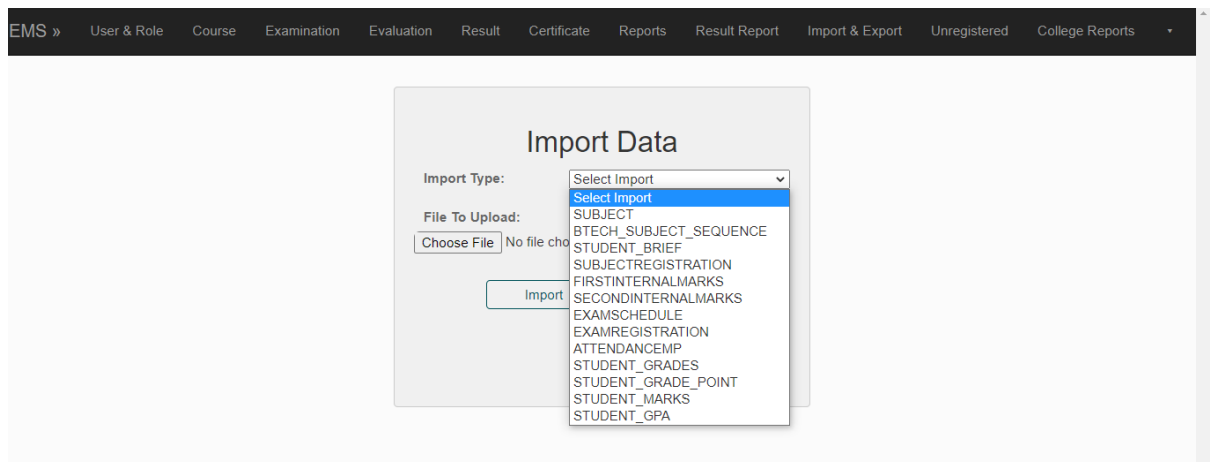 EMS » User & Role Course Examination Evaluation Result Certificate Reports Result Report Import & Export Unregistered College Reports
Import Data
Import Type: Select Import
Select Import
File To Upload: SUBJECT
BTECH_SUBJECT_SEQUENCE
Choose File No file cho STUDENT_BRIEF
SUBJECTREGISTRATION
FIRSTINTERNALMARKS
Import SECONDINTERNALMARKS
EXAMSCHEDULE
EXAMREGISTRATION
ATTENDANCEMP
STUDENT_GRADES
STUDENT_GRADE_POINT
STUDENT_MARKS
STUDENT_GPA